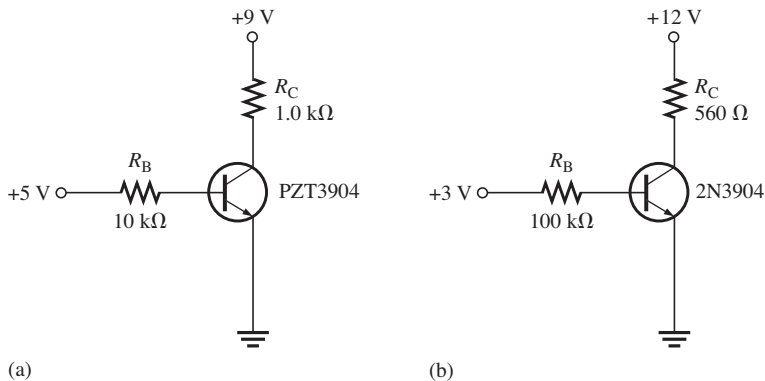 +9 V
R_C
1.0 kΩ
R_B
+5 V
PZT3904
10 kΩ
(a)
+12 V
R_C
560 Ω
R_B
+3 V
2N3904
100 kΩ
(b)